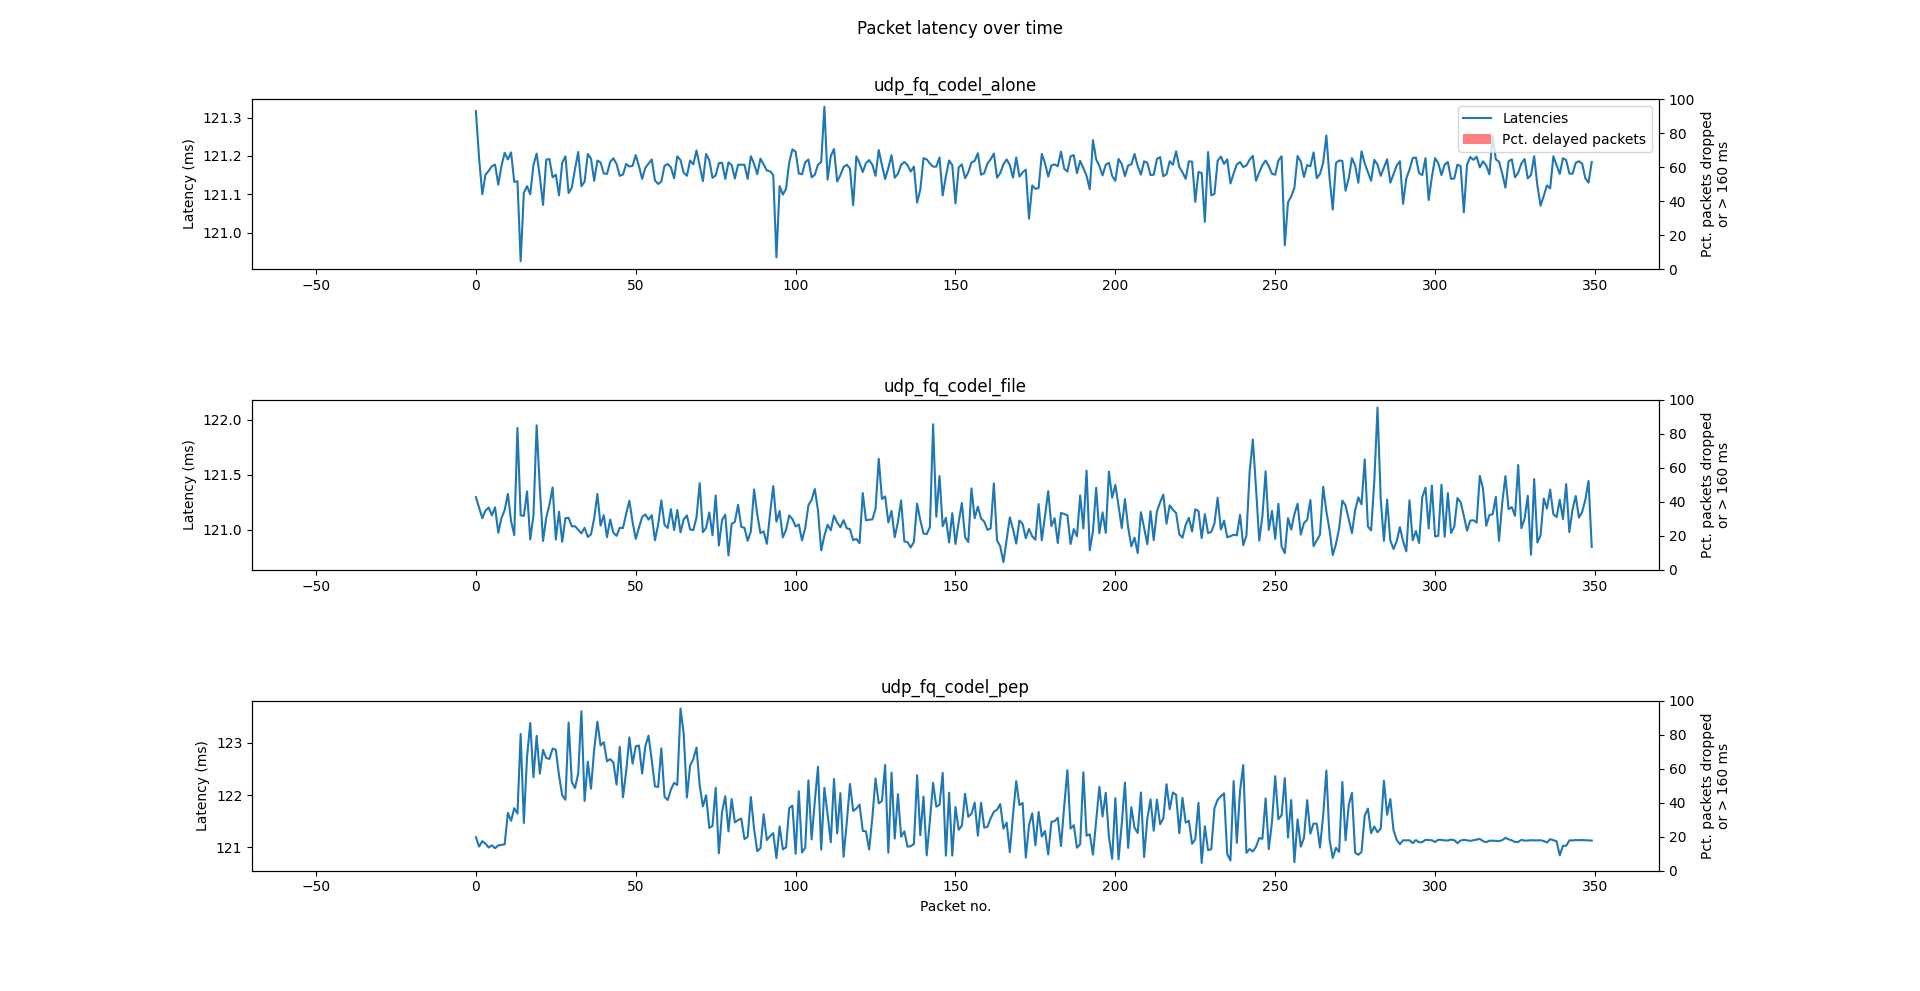 Packet latency over time
udp_fq_codel_alone
Latency (ms)
121.3
121.2
121.1
121.0
Latencies
Pct. delayed packets
100
80
60
40
20
0
Pct. packets dropped
or > 160 ms
−50 0 50 100 150 200 250 300 350
udp_fq_codel_file
Latency (ms)
122.0
121.5
121.0
100
80
60
40
20
0
Pct. packets dropped
or > 160 ms
−50 0 50 100 150 200 250 300 350
udp_fq_codel_pep
Latency (ms)
123
122
121
100
80
60
40
20
0
Pct. packets dropped
or > 160 ms
−50 0 50 100 150 200 250 300 350
Packet no.